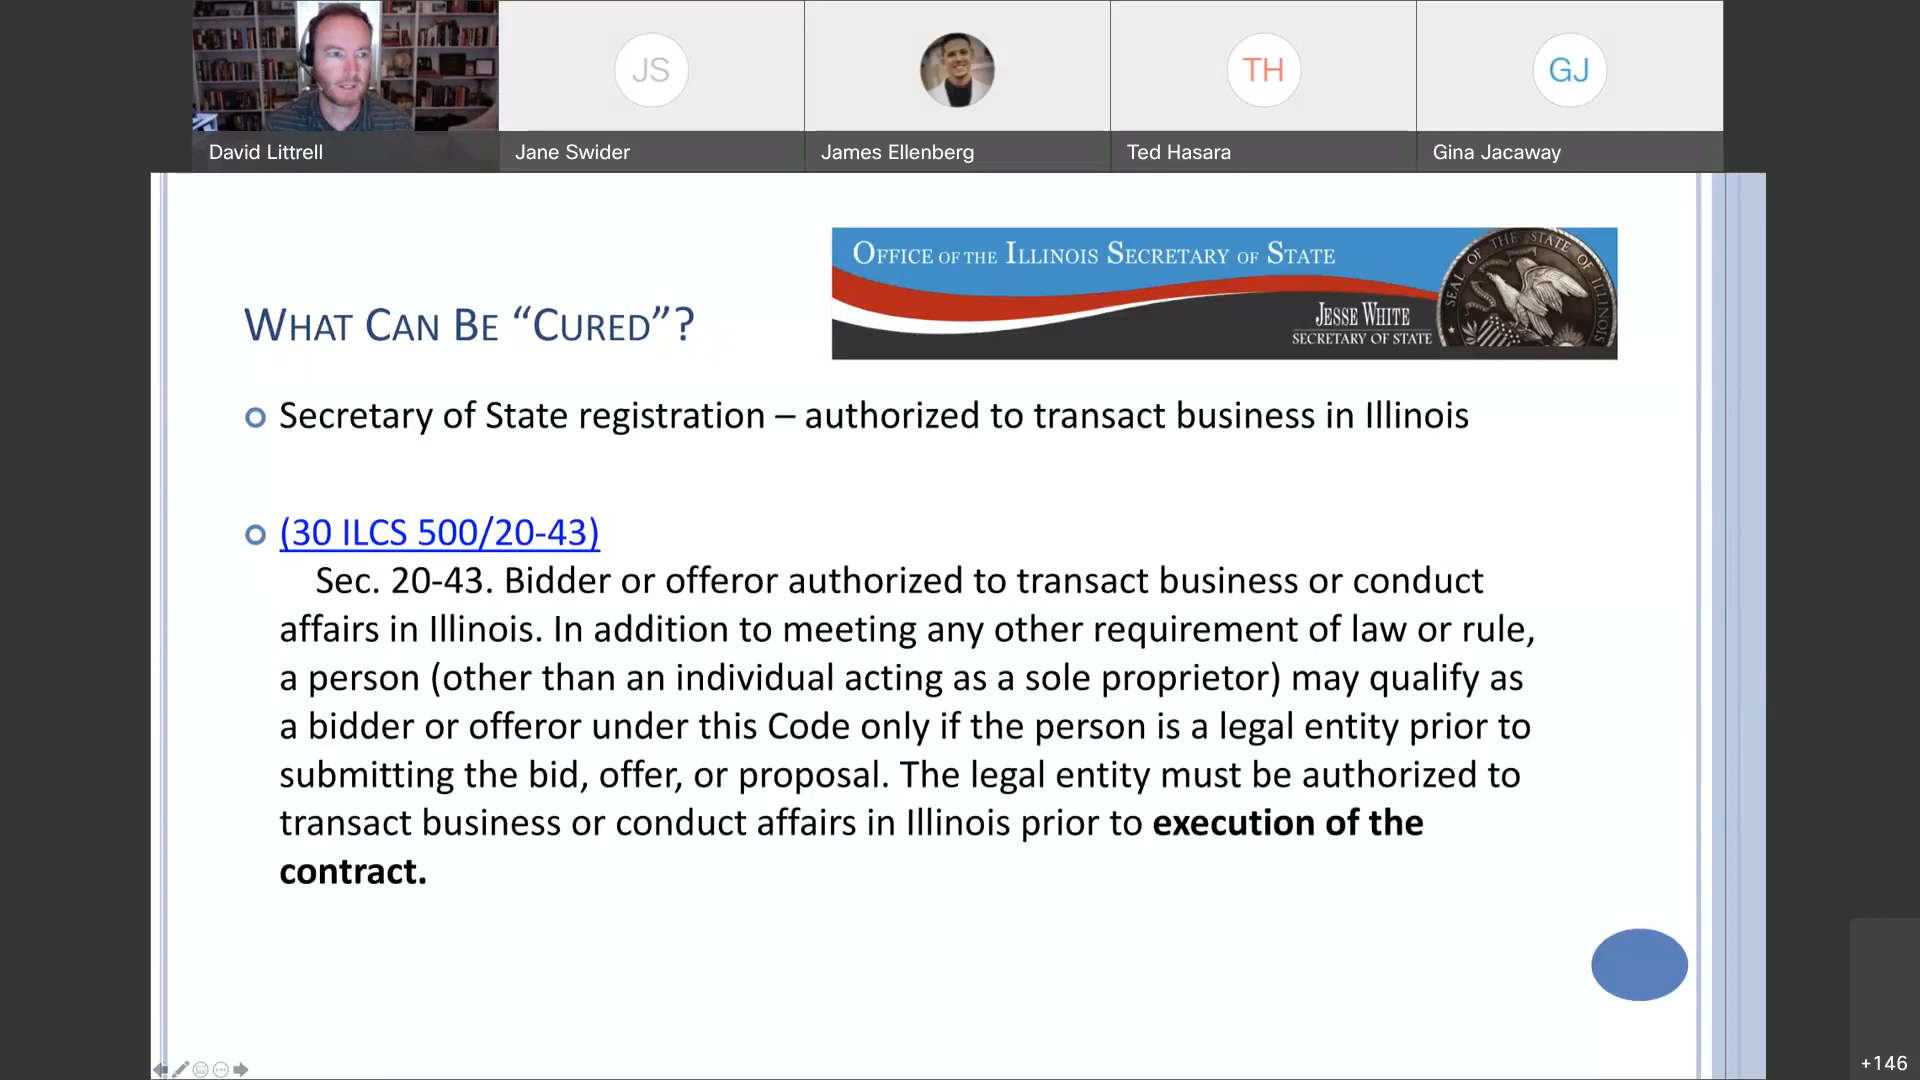 JS
TH
GJ
David Littrell
Jane Swider
James Ellenberg
Ted Hasara
Gina Jacaway
OFFICE OF THE ILLINOIS SECRETARY OF STATE
SEAL OF THE STATE OF ILLINOIS
JESSE WHITE
SECRETARY OF STATE
WHAT CAN BE “CURED”?
Secretary of State registration – authorized to transact business in Illinois
(30 ILCS 500/20-43)
Sec. 20-43. Bidder or offeror authorized to transact business or conduct
affairs in Illinois. In addition to meeting any other requirement of law or rule,
a person (other than an individual acting as a sole proprietor) may qualify as
a bidder or offeror under this Code only if the person is a legal entity prior to
submitting the bid, offer, or proposal. The legal entity must be authorized to
transact business or conduct affairs in Illinois prior to execution of the
contract.
+146